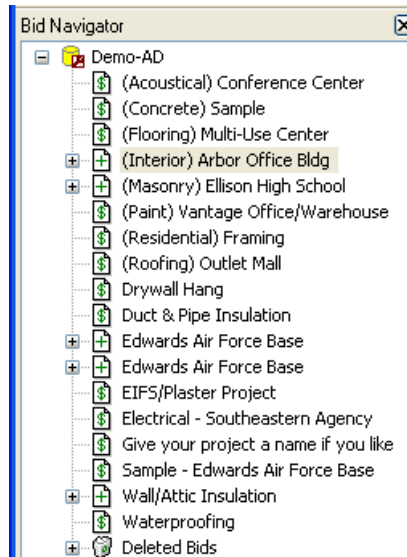 Bid Navigator
Demo-AD
(Acoustical) Conference Center
(Concrete) Sample
(Flooring) Multi-Use Center
(Interior) Arbor Office Bldg
(Masonry) Ellison High School
(Paint) Vantage Office/Warehouse
(Residential) Framing
(Roofing) Outlet Mall
Drywall Hang
Duct & Pipe Insulation
Edwards Air Force Base
Edwards Air Force Base
EIFS/Plaster Project
Electrical - Southeastern Agency
Give your project a name if you like
Sample - Edwards Air Force Base
Wall/Attic Insulation
Waterproofing
Deleted Bids